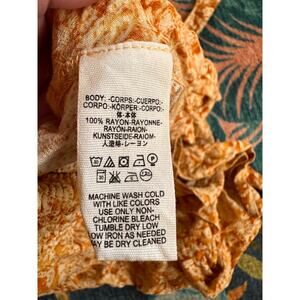 BODY: -CORPS:-CUERPO:-
CORPO:-KÖRPER:-CORPO:
体·本体
100% RAYON-RAYONNE-
RAYÓN-RAION-
KUNSTSEIDE-RAYON-
人造絲-レーヨン
MACHINE WASH COLD
WITH LIKE COLORS
USE ONLY NON-
CHLORINE BLEACH
TUMBLE DRY LOW
LOW IRON AS NEEDED
MAY BE DRY CLEANED